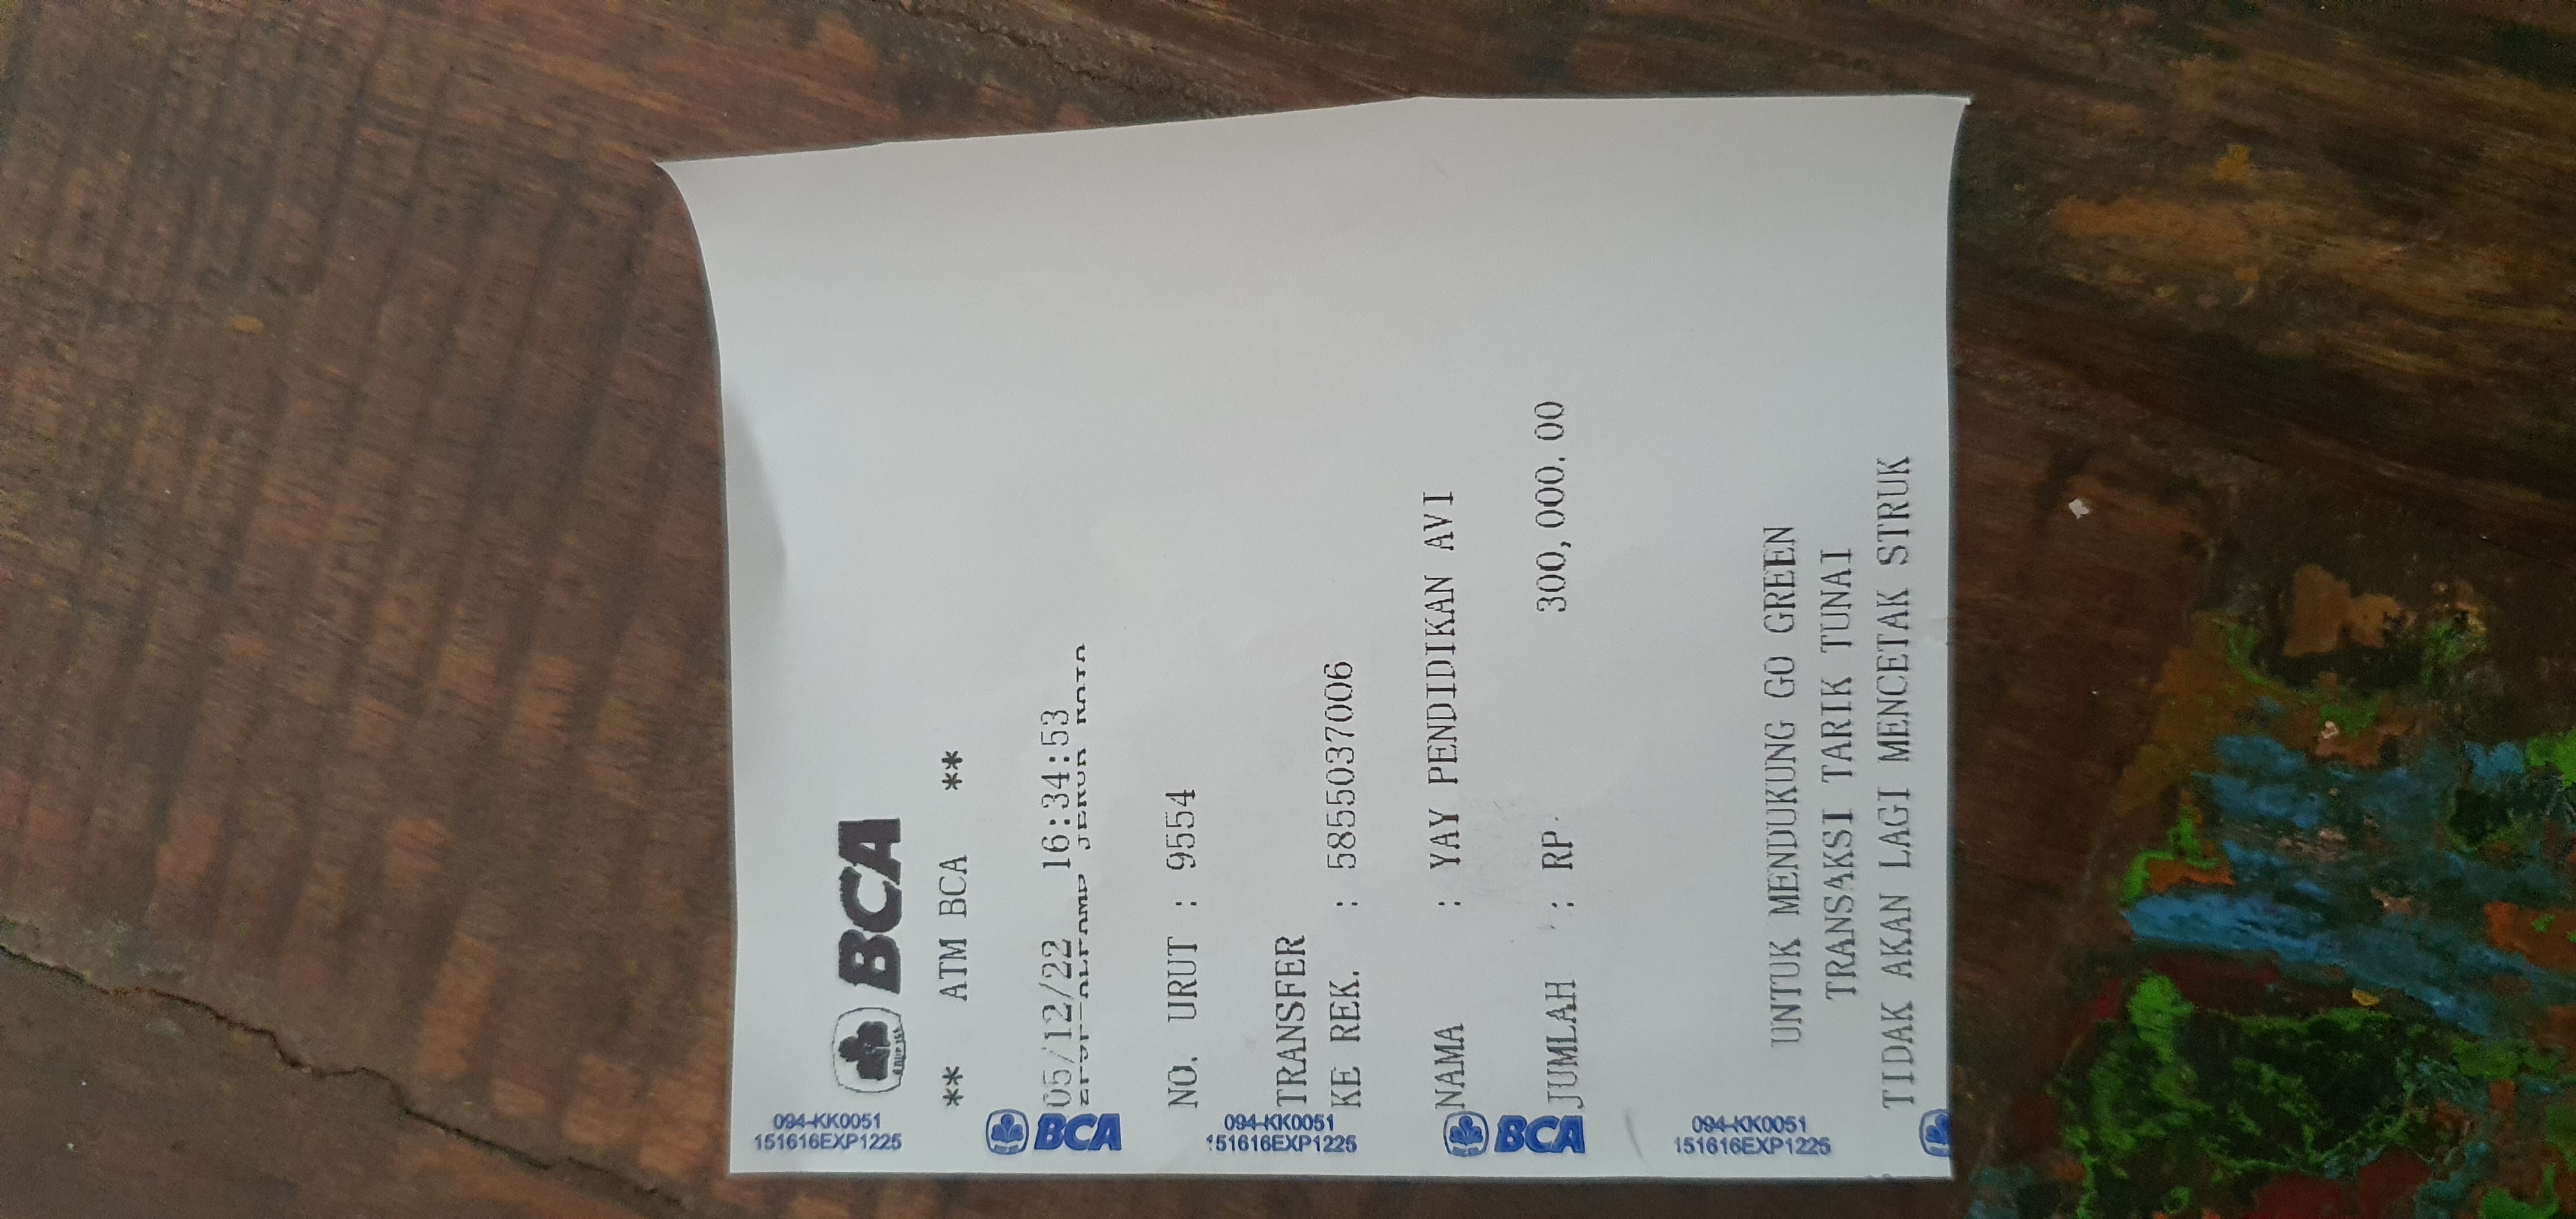 BCA
** ATM BCA **
05/12/22 16:34:53
NO. URUT : 9554
TRANSFER
KE REK. : 5855037006
NAMA : YAY PENDIDIKAN AVI
JUMLAH : RP 300,000.00
UNTUK MENDUKUNG GO GREEN
TRANSAKSI TARIK TUNAI
TIDAK AKAN LAGI MENCETAK STRUK
094-KK0051
151616EXP1225
BCA
094-KK0051
151616EXP1225
BCA
094-KK0051
151616EXP1225